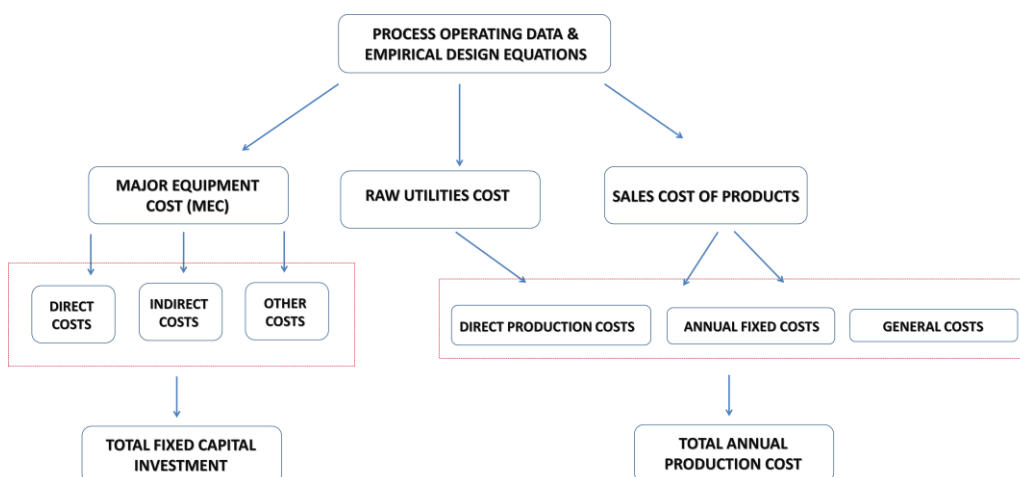 PROCESS OPERATING DATA &
EMPIRICAL DESIGN EQUATIONS
MAJOR EQUIPMENT
COST (MEC)
RAW UTILITIES COST
SALES COST OF PRODUCTS
DIRECT
COSTS
INDIRECT
COSTS
OTHER
COSTS
DIRECT PRODUCTION COSTS
ANNUAL FIXED COSTS
GENERAL COSTS
TOTAL FIXED CAPITAL
INVESTMENT
TOTAL ANNUAL
PRODUCTION COST